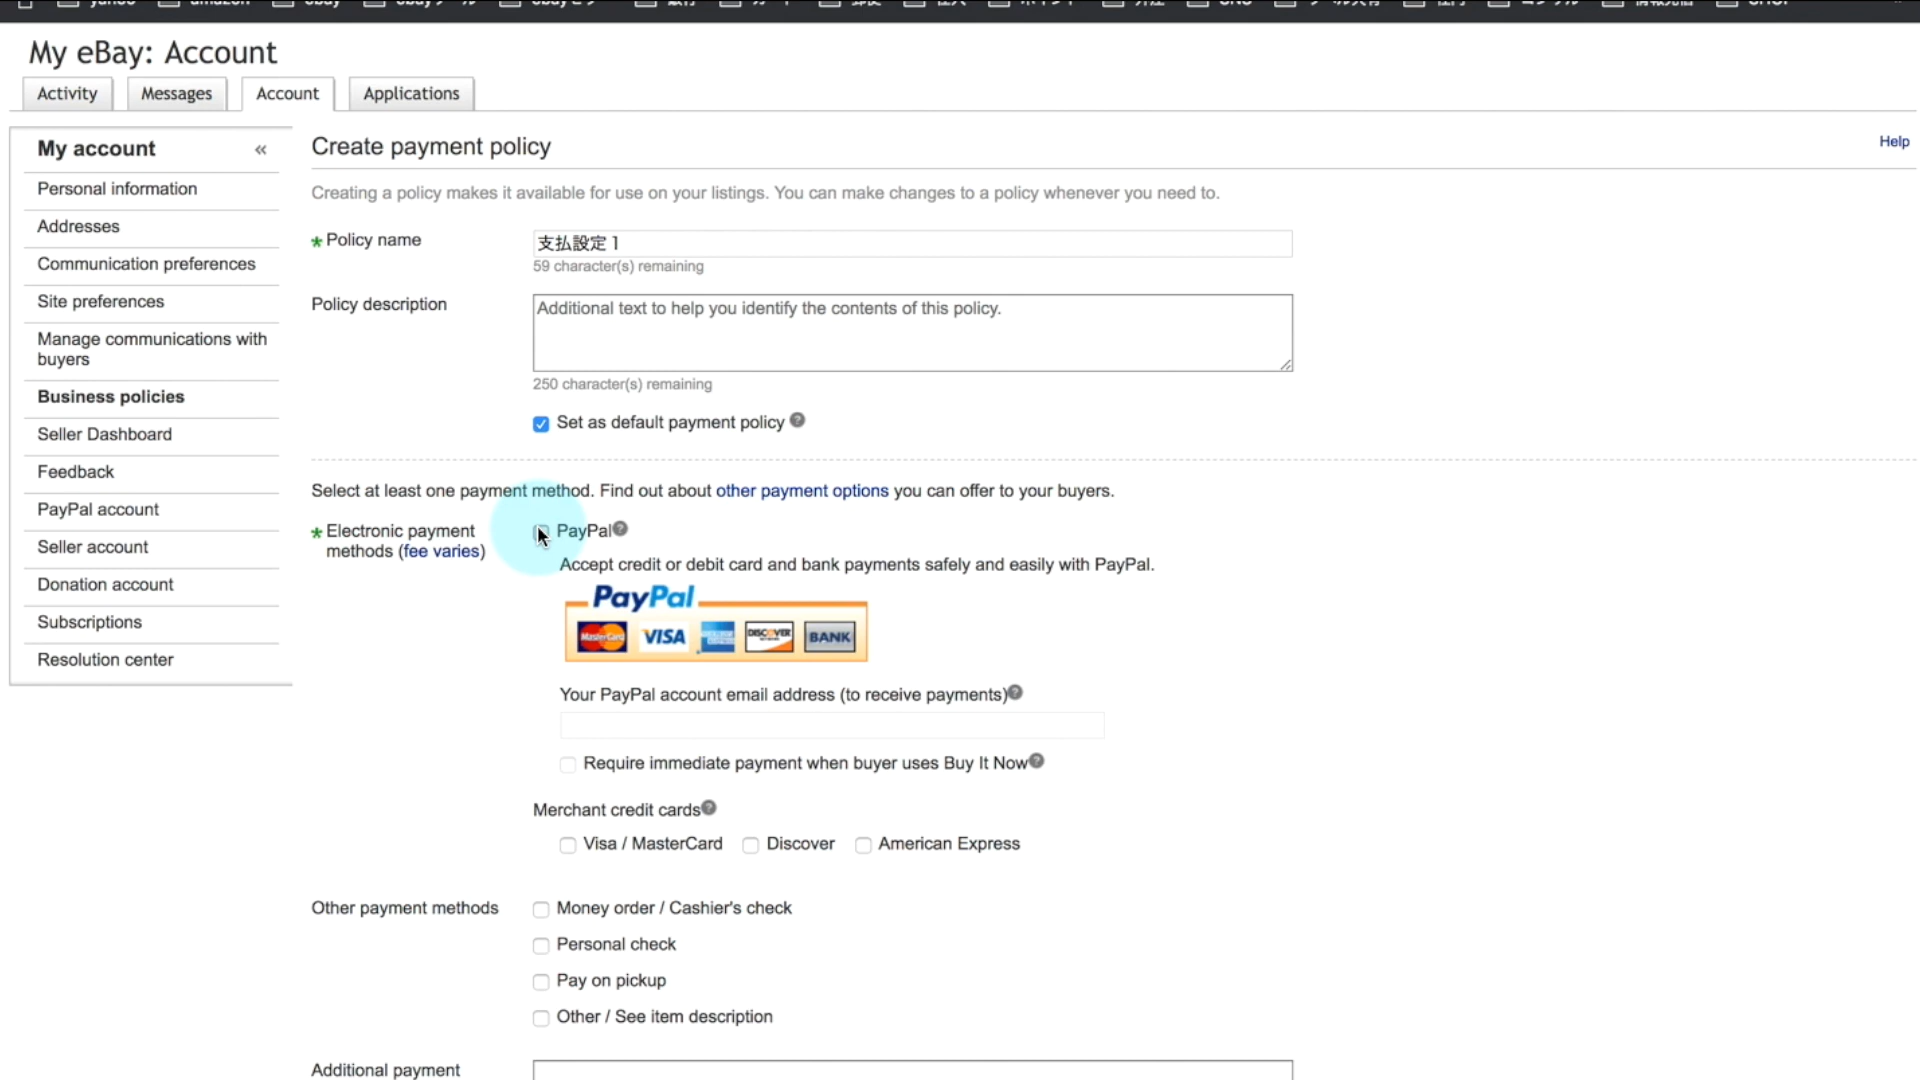 My eBay: Account
Activity Messages Account Applications
My account «
Personal information
Addresses
Communication preferences
Site preferences
Manage communications with
buyers
Business policies
Seller Dashboard
Feedback
PayPal account
Seller account
Donation account
Subscriptions
Resolution center
Create payment policy
Help
Creating a policy makes it available for use on your listings. You can make changes to a policy whenever you need to.
* Policy name
支払設定1
59 character(s) remaining
Policy description
Additional text to help you identify the contents of this policy.
250 character(s) remaining
Set as default payment policy ?
Select at least one payment method. Find out about other payment options you can offer to your buyers.
* Electronic payment
methods (fee varies)
PayPal ?
Accept credit or debit card and bank payments safely and easily with PayPal.
PayPal
MasterCard VISA DISCOVER BANK
Your PayPal account email address (to receive payments) ?
Require immediate payment when buyer uses Buy It Now ?
Merchant credit cards ?
Visa / MasterCard Discover American Express
Other payment methods
Money order / Cashier's check
Personal check
Pay on pickup
Other / See item description
Additional payment